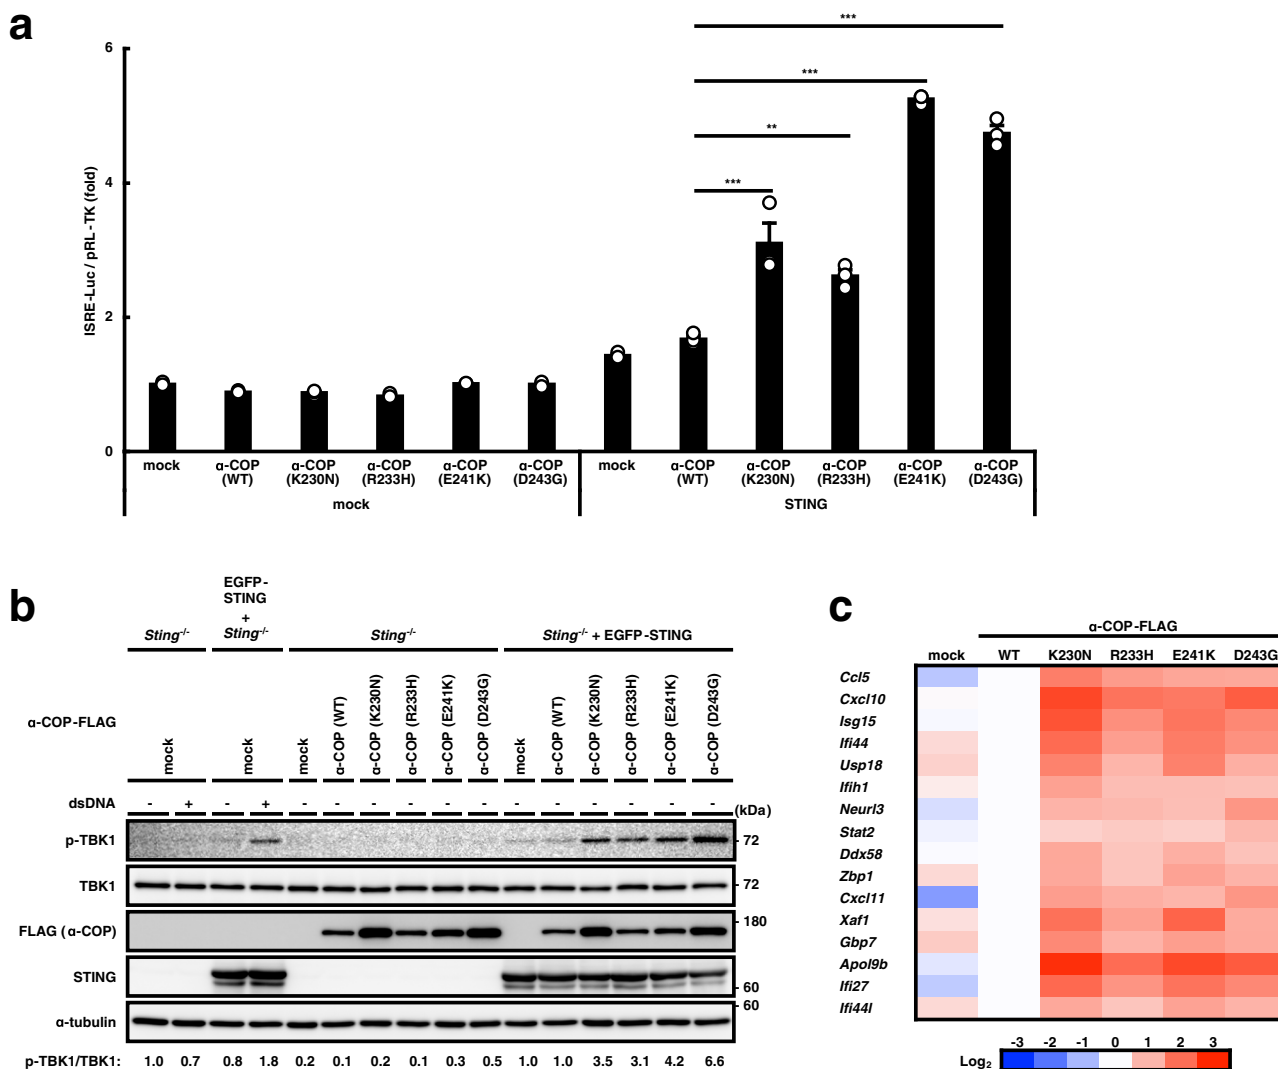 a
***
***
**
***
6
4
2
0
ISRE-Luc / pRL-TK (fold)
mock α-COP (WT) α-COP (K230N) α-COP (R233H) α-COP (E241K) α-COP (D243G) mock α-COP (WT) α-COP (K230N) α-COP (R233H) α-COP (E241K) α-COP (D243G)
mock STING
b
EGFP-
STING
+
Sting-/- Sting-/- Sting-/- Sting-/- + EGFP-STING
α-COP-FLAG
mock mock mock α-COP (WT) α-COP (K230N) α-COP (R233H) α-COP (E241K) α-COP (D243G) mock α-COP (WT) α-COP (K230N) α-COP (R233H) α-COP (E241K) α-COP (D243G)
dsDNA - + - + - - - - - - - - - - - - (kDa)
p-TBK1 72
TBK1 72
FLAG (α-COP) 180
STING 60
60
α-tubulin
p-TBK1/TBK1: 1.0 0.7 0.8 1.8 0.2 0.1 0.2 0.1 0.3 0.5 1.0 1.0 3.5 3.1 4.2 6.6
c
α-COP-FLAG
mock WT K230N R233H E241K D243G
Ccl5
Cxcl10
Isg15
Ifi44
Usp18
Ifih1
Neurl3
Stat2
Ddx58
Zbp1
Cxcl11
Xaf1
Gbp7
Apol9b
Ifi27
Ifi44l
-3 -2 -1 0 1 2 3
Log2